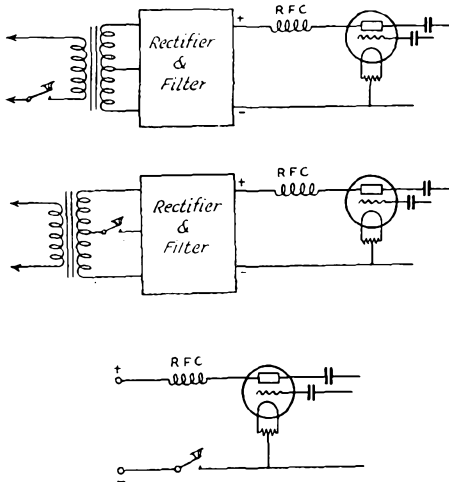 RFC
+
Rectifier
&
Filter
-
RFC
+
Rectifier
&
Filter
-
RFC
+
-